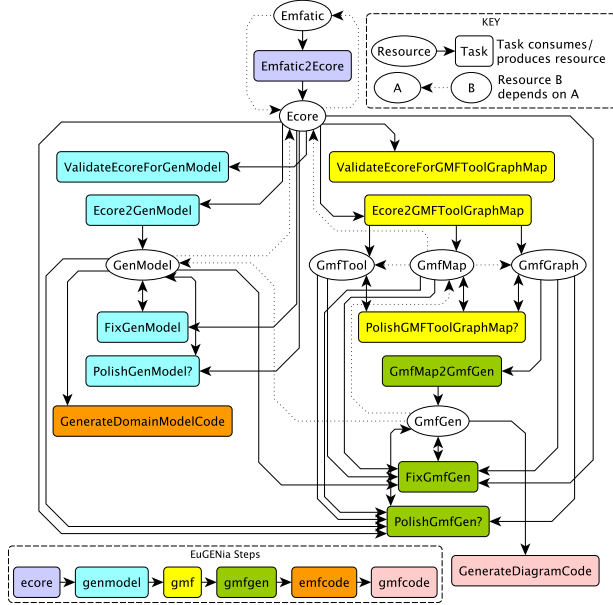 Emfatic
KEY
Resource
Task
Task consumes/
produces resource
A
B
Resource B
depends on A
Emfatic2Ecore
Ecore
ValidateEcoreForGenModel
ValidateEcoreForGMFToolGraphMap
Ecore2GenModel
Ecore2GMFToolGraphMap
GenModel
GmfTool
GmfMap
GmfGraph
FixGenModel
PolishGMFToolGraphMap?
PolishGenModel?
GmfMap2GmfGen
GenerateDomainModelCode
GmfGen
FixGmfGen
PolishGmfGen?
EuGENia Steps
ecore
genmodel
gmf
gmfgen
emfcode
gmfcode
GenerateDiagramCode